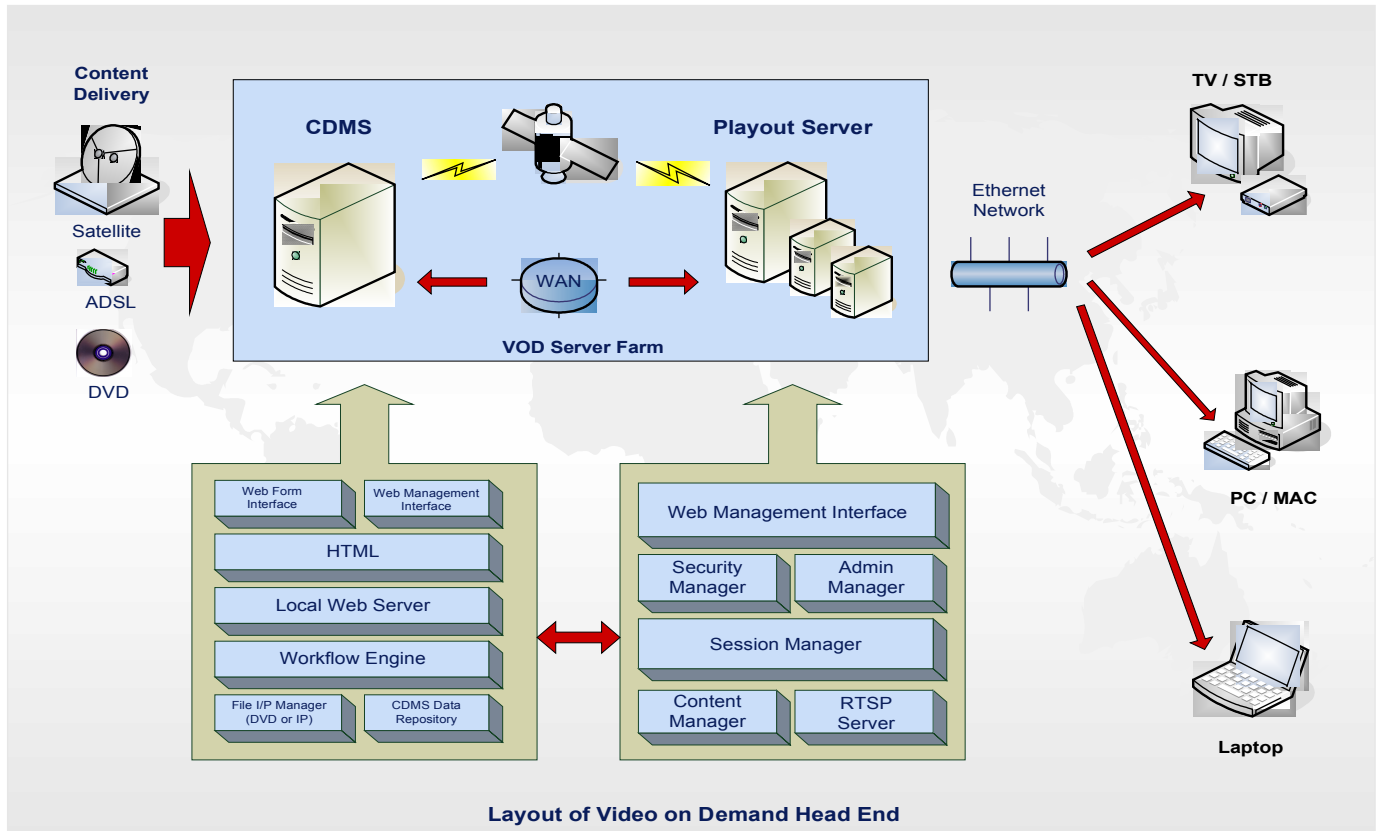 Content
Delivery
Satellite
ADSL
DVD
CDMS
Playout Server
WAN
VOD Server Farm
Ethernet
Network
TV / STB
PC / MAC
Laptop
Web Form
Interface
Web Management
Interface
HTML
Local Web Server
Workflow Engine
File I/P Manager
(DVD or IP)
CDMS Data
Repository
Web Management Interface
Security
Manager
Admin
Manager
Session Manager
Content
Manager
RTSP
Server
Layout of Video on Demand Head End